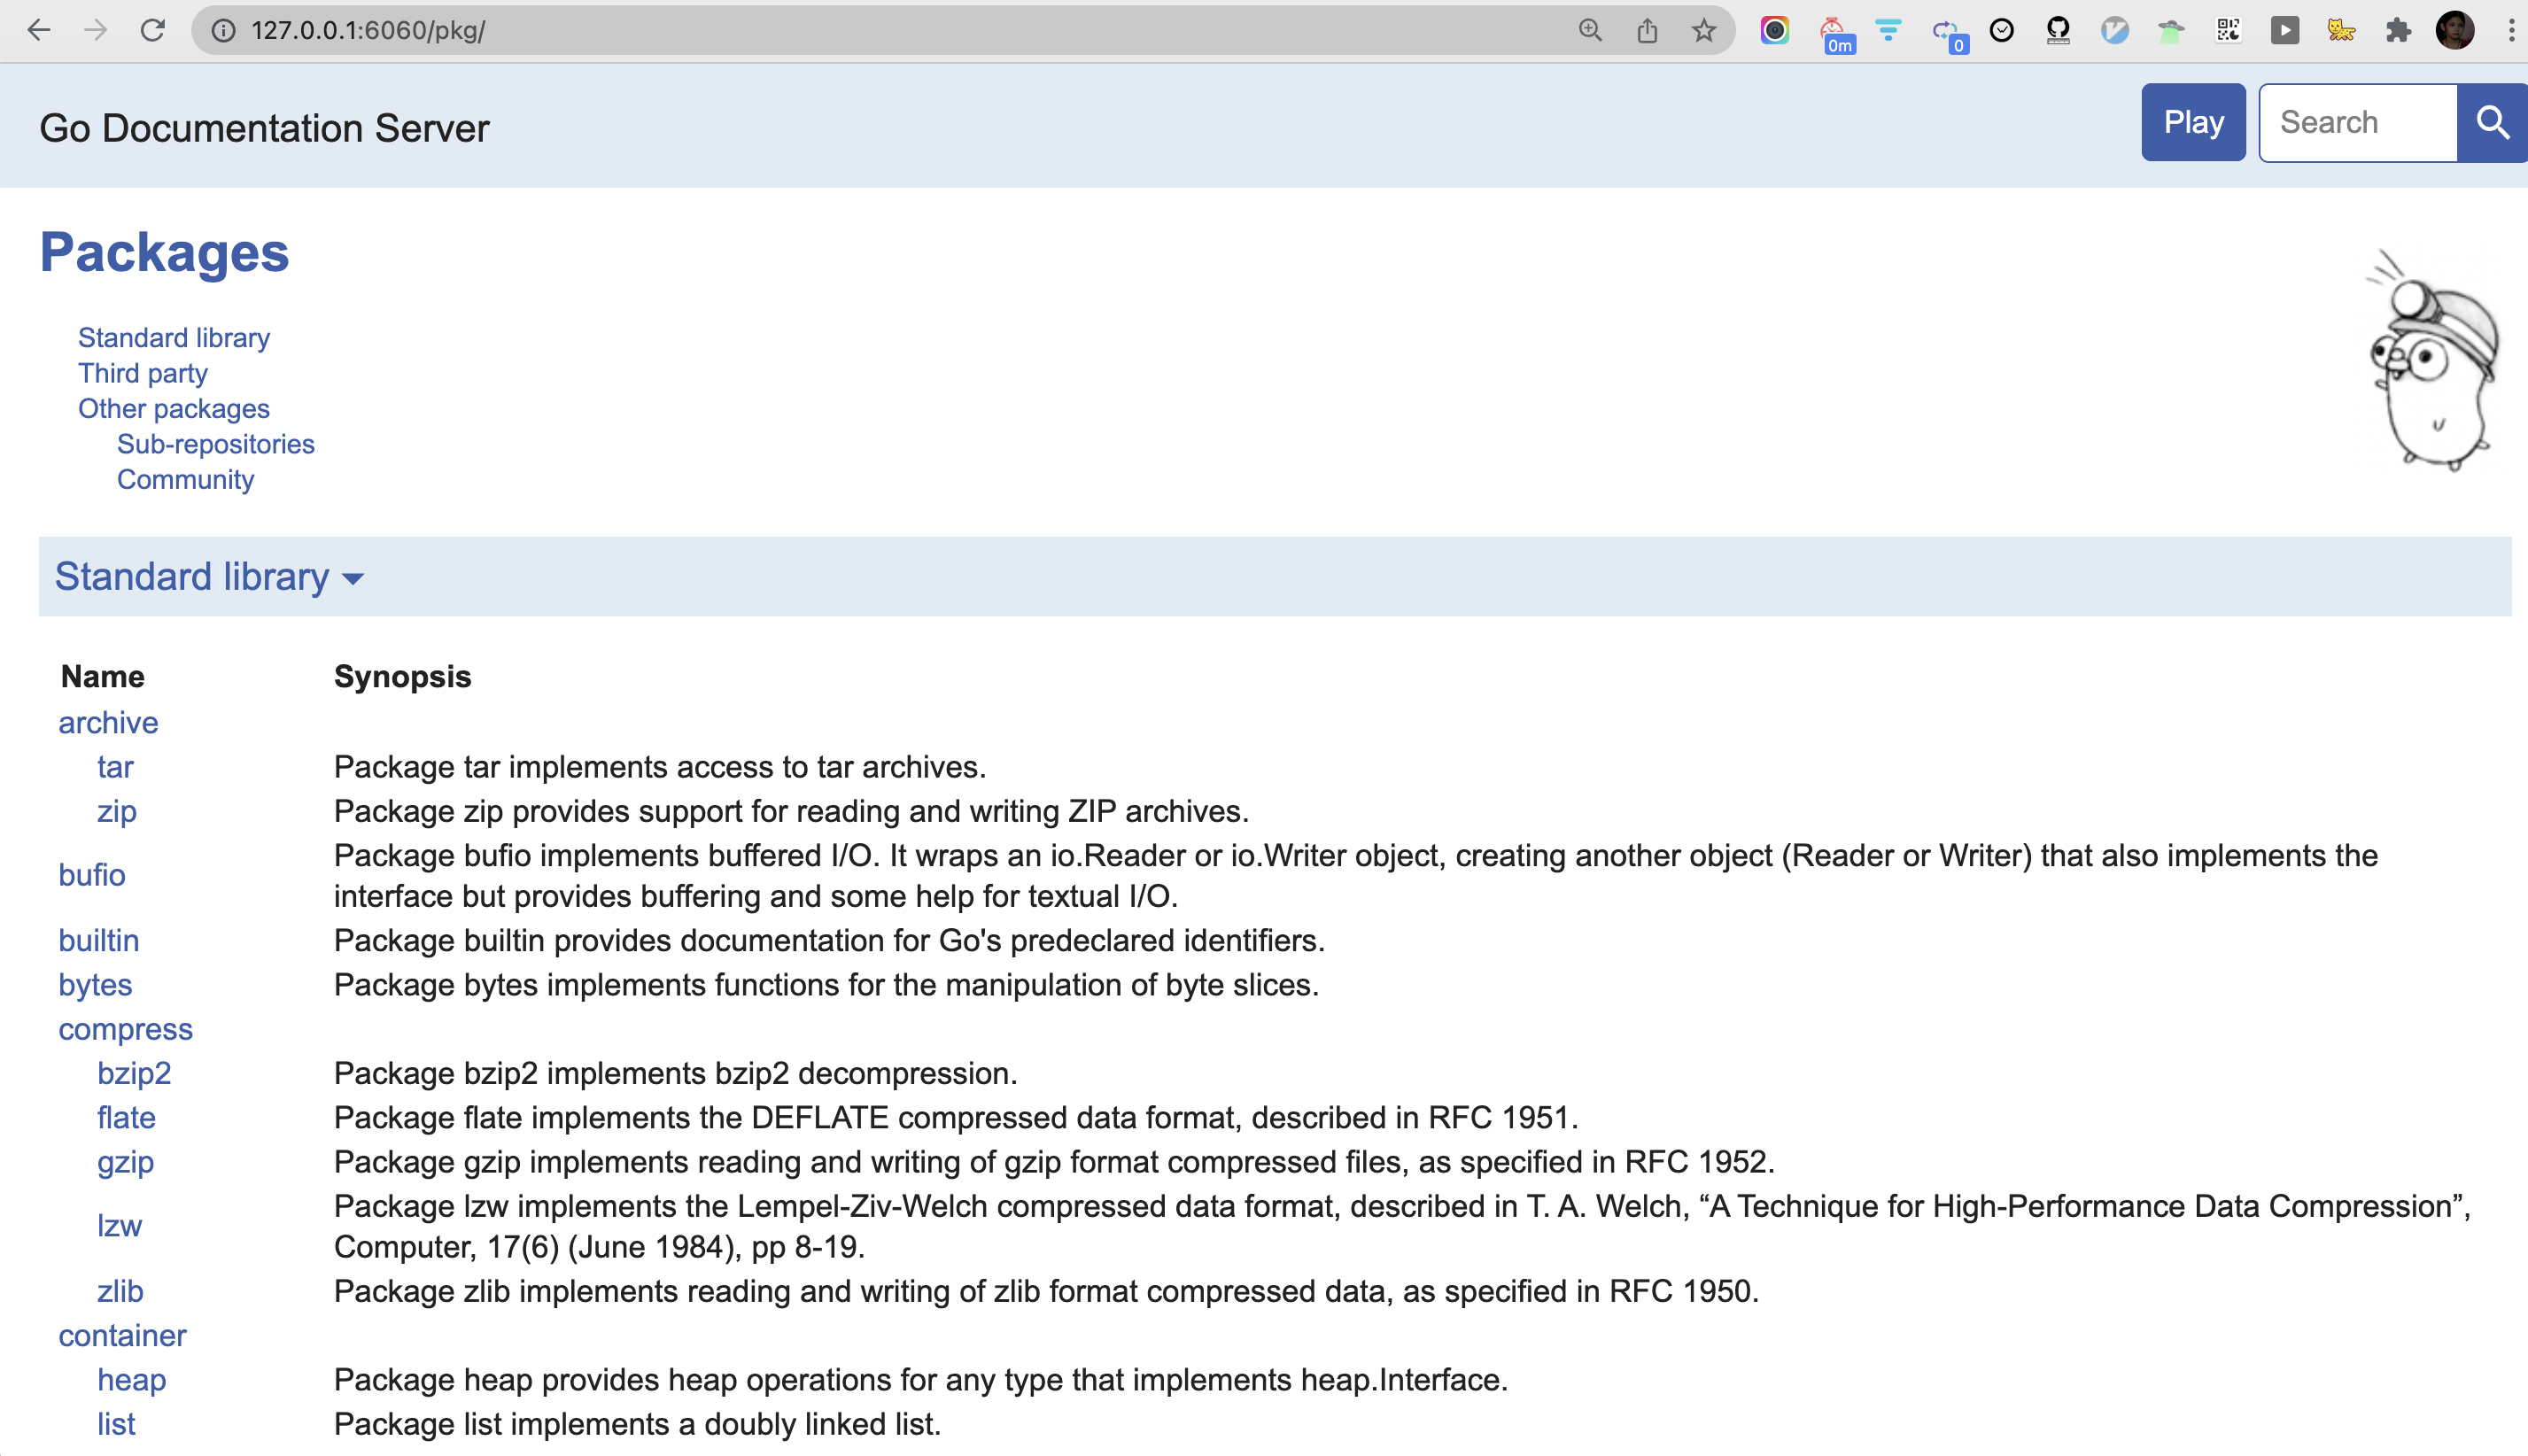 127.0.0.1:6060/pkg/
0m
0
Go Documentation Server
Play
Search
Packages
Standard library
Third party
Other packages
Sub-repositories
Community
Standard library
Name Synopsis
archive
tar Package tar implements access to tar archives.
zip Package zip provides support for reading and writing ZIP archives.
bufio Package bufio implements buffered I/O. It wraps an io.Reader or io.Writer object, creating another object (Reader or Writer) that also implements the
interface but provides buffering and some help for textual I/O.
builtin Package builtin provides documentation for Go's predeclared identifiers.
bytes Package bytes implements functions for the manipulation of byte slices.
compress
bzip2 Package bzip2 implements bzip2 decompression.
flate Package flate implements the DEFLATE compressed data format, described in RFC 1951.
gzip Package gzip implements reading and writing of gzip format compressed files, as specified in RFC 1952.
lzw Package lzw implements the Lempel-Ziv-Welch compressed data format, described in T. A. Welch, “A Technique for High-Performance Data Compression”,
Computer, 17(6) (June 1984), pp 8-19.
zlib Package zlib implements reading and writing of zlib format compressed data, as specified in RFC 1950.
container
heap Package heap provides heap operations for any type that implements heap.Interface.
list Package list implements a doubly linked list.